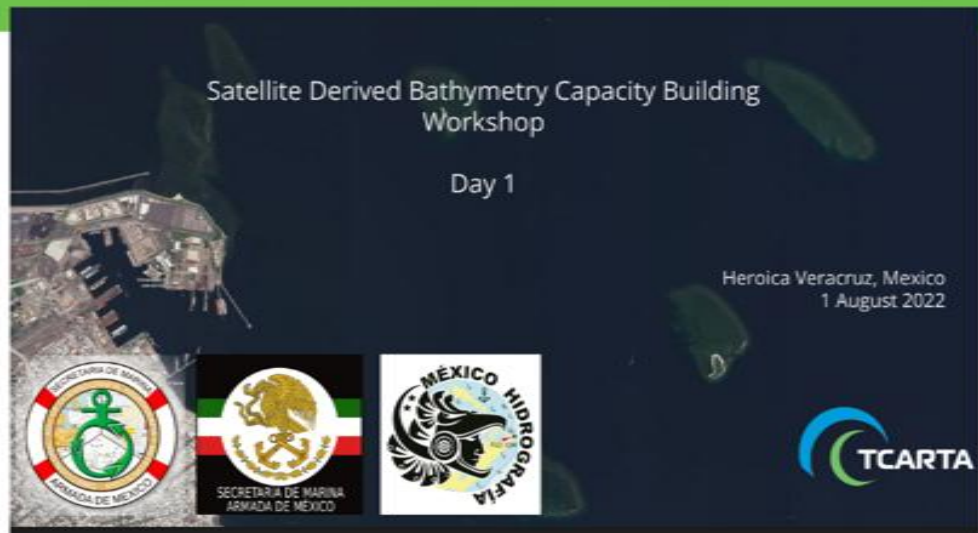 Satellite Derived Bathymetry Capacity Building
Workshop
Day 1
Heroica Veracruz, Mexico
1 August 2022
SECRETARIA DE MARINA
ARMADA DE MEXICO
SECRETARIA DE MARINA
ARMADA DE MÉXICO
MÉXICO HIDROGRAFÍA
TCARTA